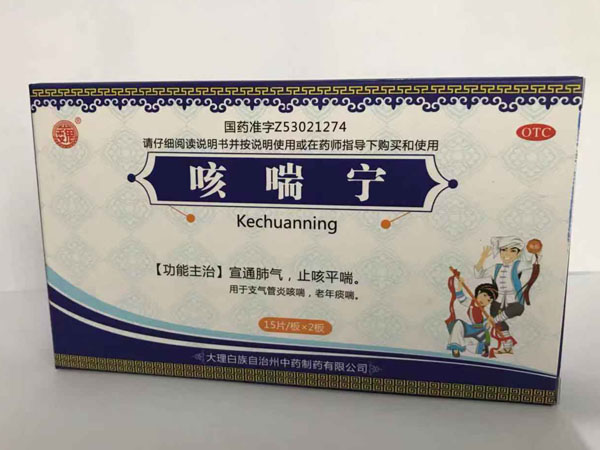 国药准字Z53021274
OTC
请仔细阅读说明书并按说明使用或在药师指导下购买和使用
咳喘宁
Kechuanning
【功能主治】宣通肺气，止咳平喘。
用于支气管炎咳喘，老年痰喘。
15片/板×2板
大理白族自治州中药制药有限公司